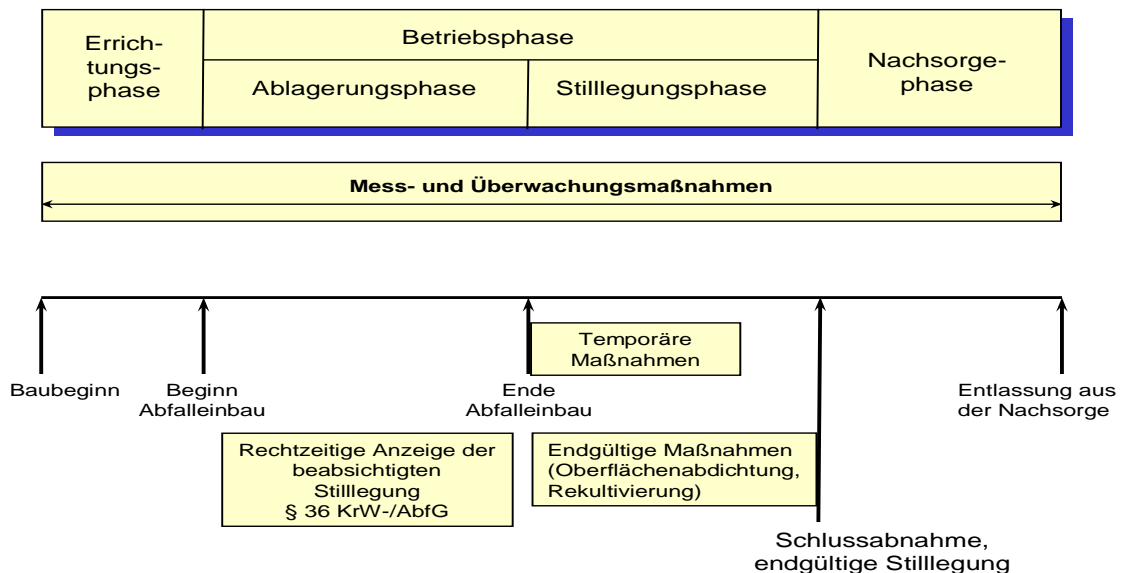 Errich-
tungs-
phase
Betriebsphase
Ablagerungsphase
Stilllegungsphase
Nachsorge-
phase
Mess- und Überwachungsmaßnahmen
Temporäre
Maßnahmen
Baubeginn
Beginn
Abfalleinbau
Ende
Abfalleinbau
Entlassung aus
der Nachsorge
Rechtzeitige Anzeige der
beabsichtigten
Stilllegung
§ 36 KrW-/AbfG
Endgültige Maßnahmen
(Oberflächenabdichtung,
Rekultivierung)
Schlussabnahme,
endgültige Stilllegung